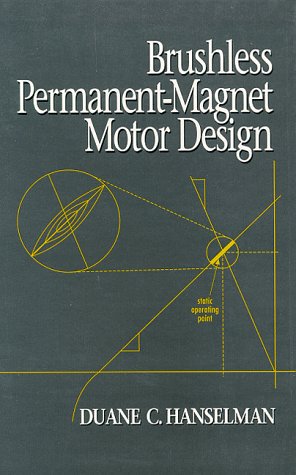 Brushless
Permanent-Magnet
Motor Design
static
operating
point
DUANE C. HANSELMAN